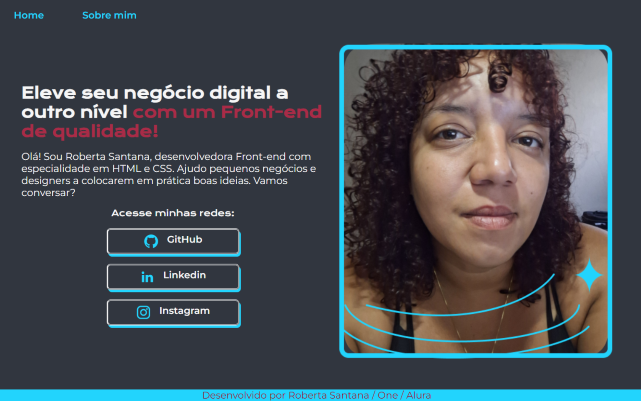 Home
Sobre mim
Eleve seu negócio digital a
outro nível com um Front-end
de qualidade!
Olá! Sou Roberta Santana, desenvolvedora Front-end com
especialidade em HTML e CSS. Ajudo pequenos negócios e
designers a colocarem em prática boas ideias. Vamos
conversar?
Acesse minhas redes:
GitHub
Linkedin
Instagram
Desenvolvido por Roberta Santana / One / Alura